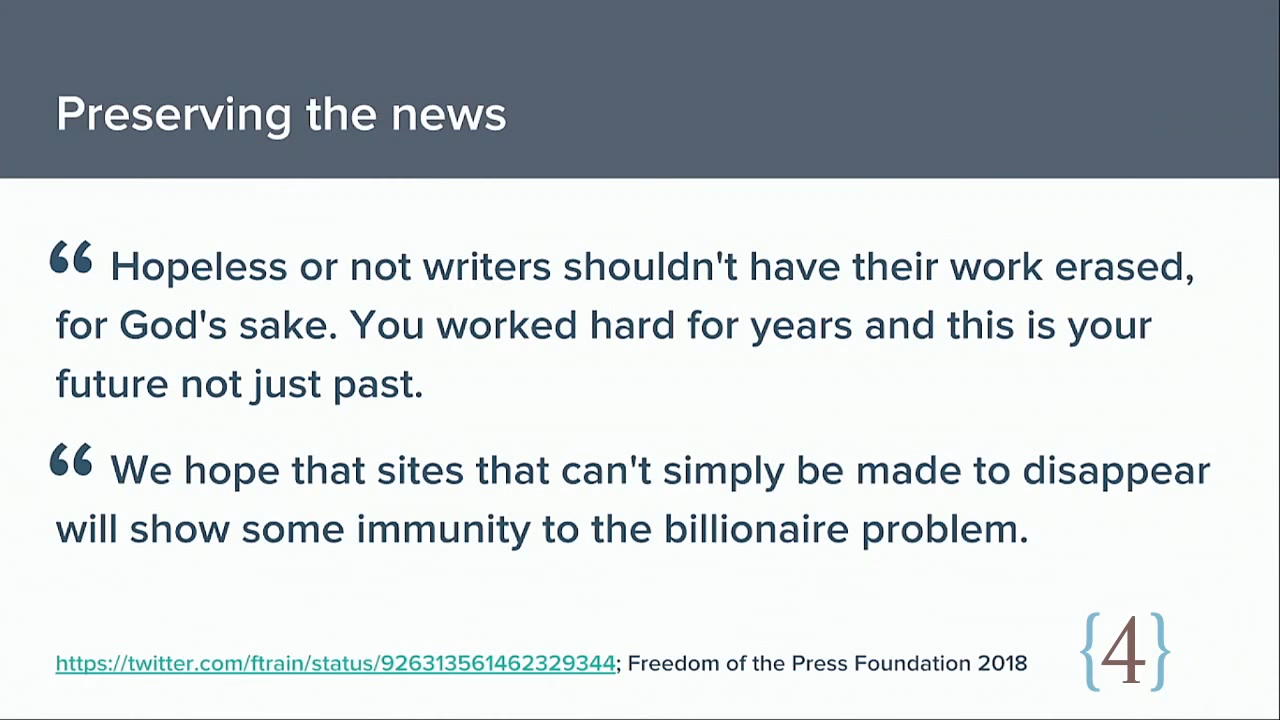 Preserving the news
“ Hopeless or not writers shouldn't have their work erased,
for God's sake. You worked hard for years and this is your
future not just past.
“ We hope that sites that can't simply be made to disappear
will show some immunity to the billionaire problem.
https://twitter.com/ftrain/status/926313561462329344; Freedom of the Press Foundation 2018
{4}